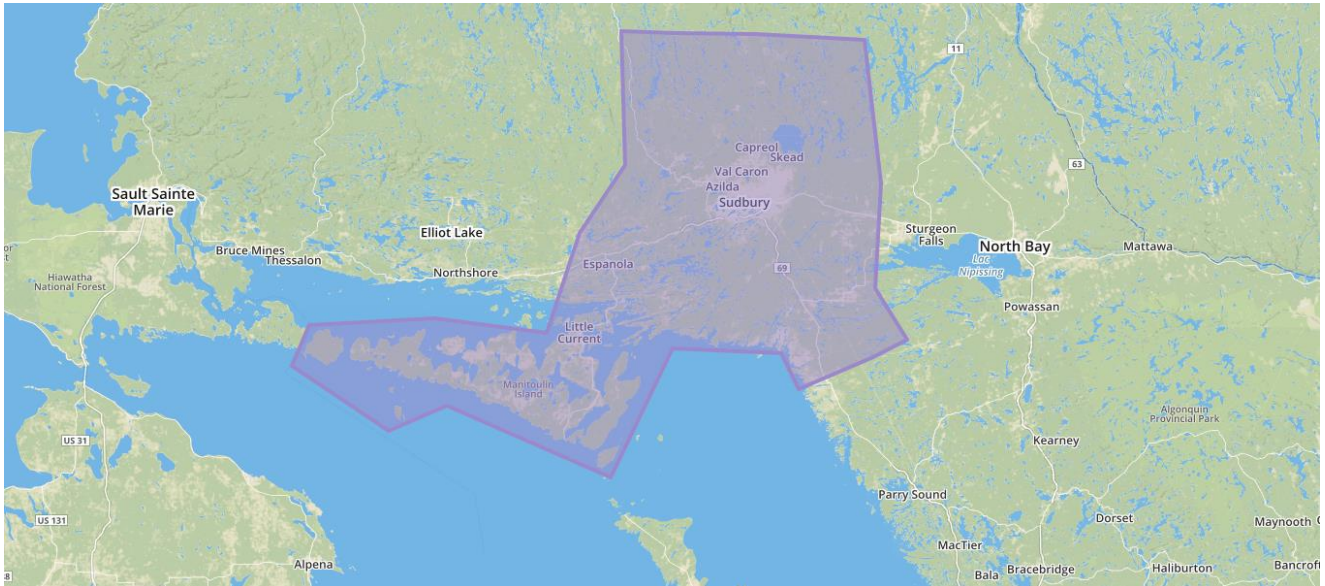 11
63
Capreol
Skead
Val Caron
Azilda
Sudbury
Sault Sainte
Marie
Elliot Lake
Sturgeon
Falls
North Bay
Mattawa
Bruce Mines
Thessalon
Lac
Nipissing
Espanola
69
Northshore
Hiawatha
National Forest
Powassan
Little
Current
Manitoulin
Island
Algonquin
Provincial Park
US 31
Kearney
Parry Sound
US 131
Dorset
Maynooth
MacTier
Alpena
Bala
Bracebridge
Haliburton
Bancrof